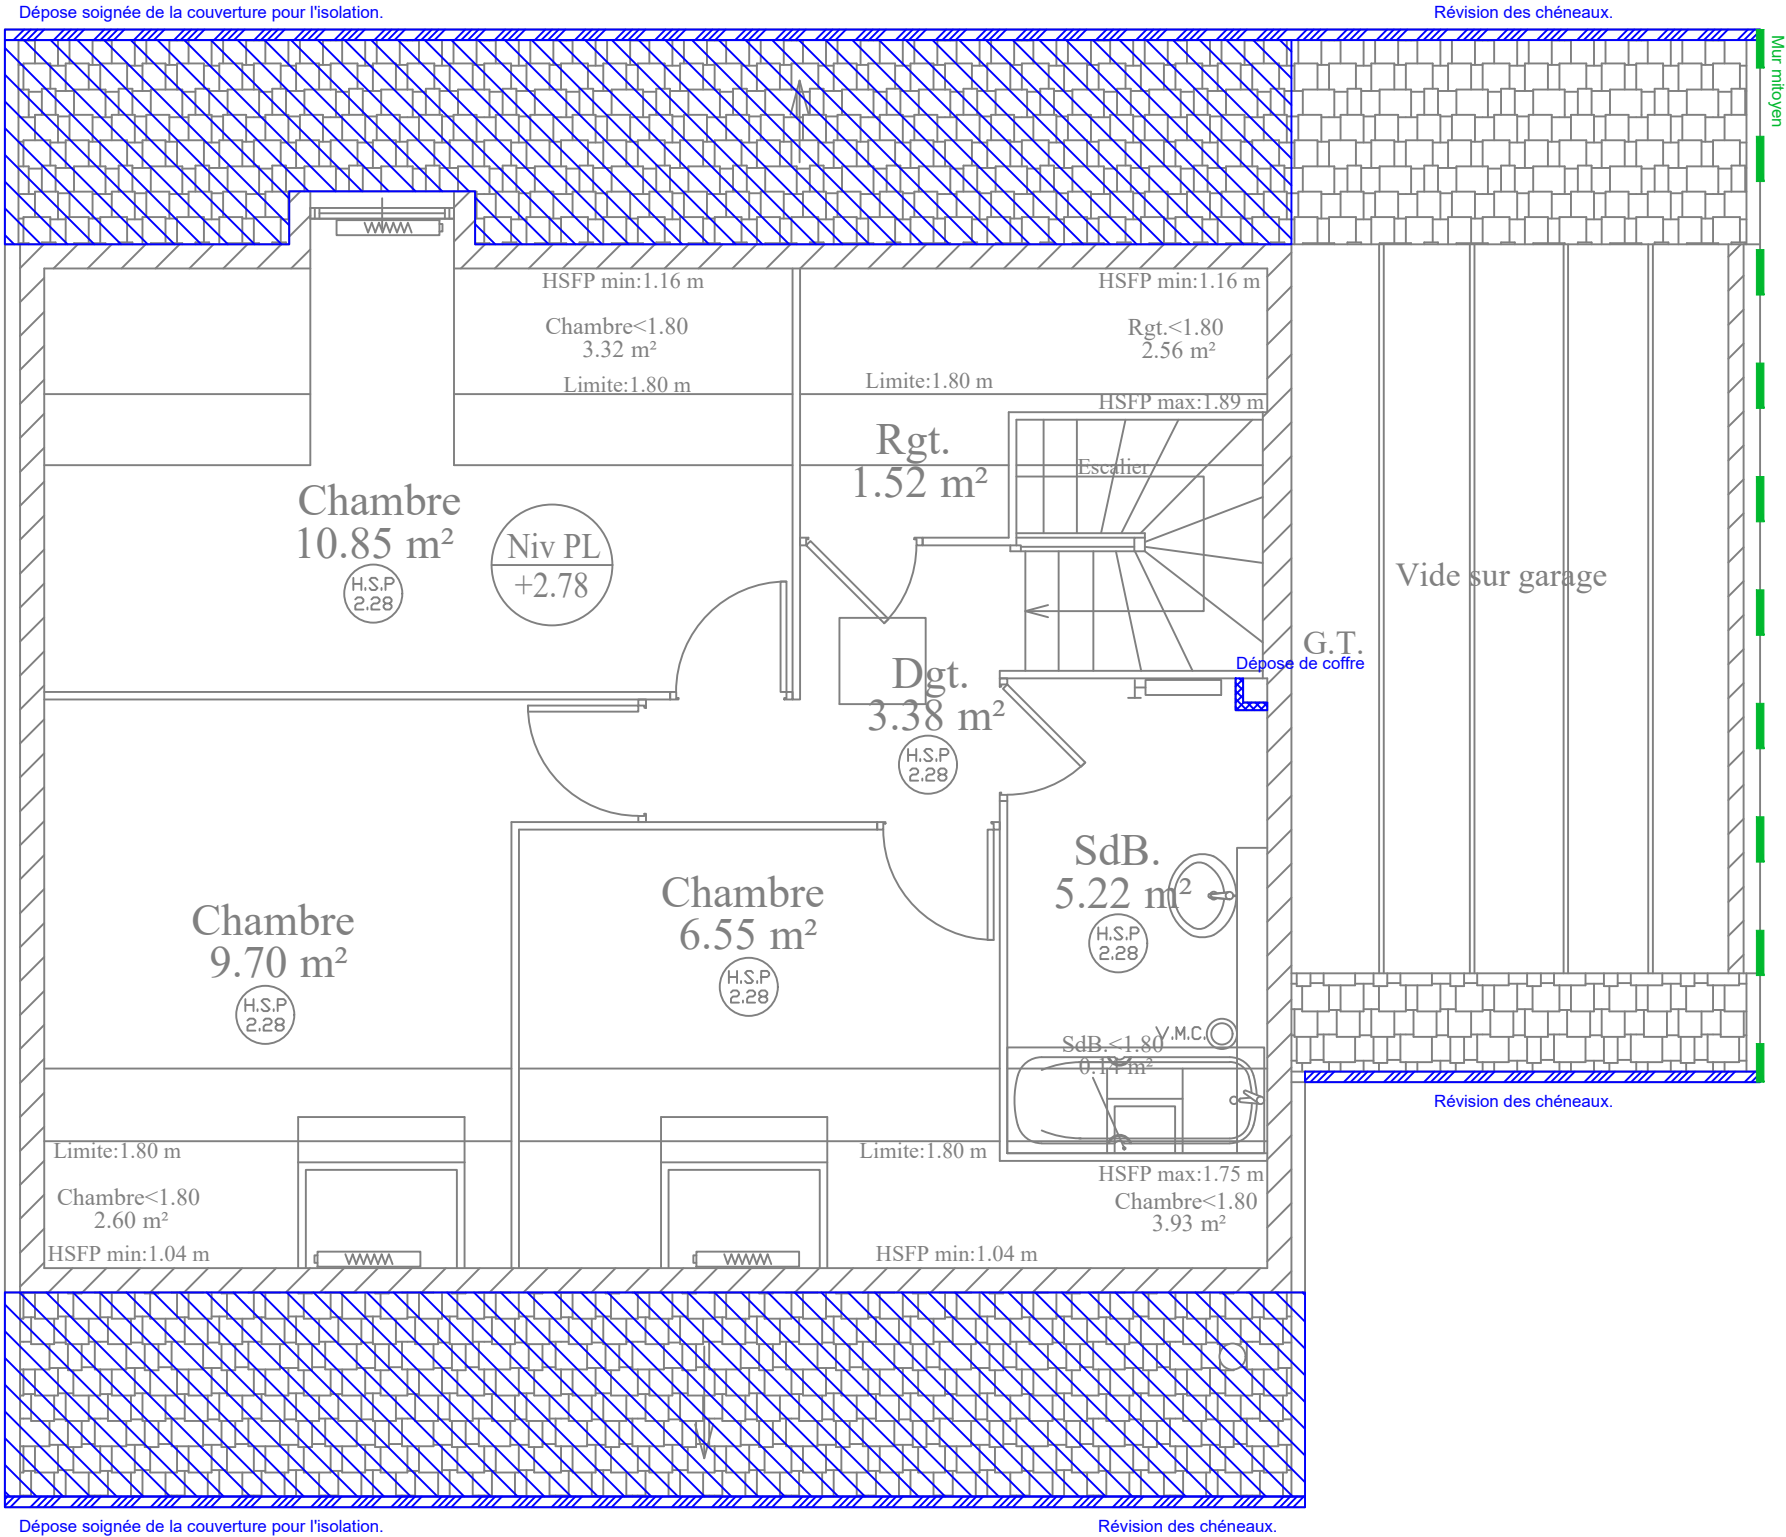 Dépose soignée de la couverture pour l'isolation.
Révision des chéneaux.
Mur mitoyen
HSFP min:1.16 m
HSFP min:1.16 m
Chambre<1.80
3.32 m²
Rgt.<1.80
2.56 m²
Limite:1.80 m
Limite:1.80 m
HSFP max:1.89 m
Rgt.
1.52 m²
Escalier
Chambre
10.85 m²
H.S.P
2.28
Niv PL
+2.78
Vide sur garage
G.T.
Dépose de coffre
Dgt.
3.38 m²
H.S.P
2.28
SdB.
5.22 m²
H.S.P
2.28
Chambre
6.55 m²
H.S.P
2.28
Chambre
9.70 m²
H.S.P
2.28
V.M.C.
SdB.<1.80
0.14 m²
Révision des chéneaux.
Limite:1.80 m
Limite:1.80 m
HSFP max:1.75 m
Chambre<1.80
2.60 m²
Chambre<1.80
3.93 m²
HSFP min:1.04 m
HSFP min:1.04 m
Dépose soignée de la couverture pour l'isolation.
Révision des chéneaux.